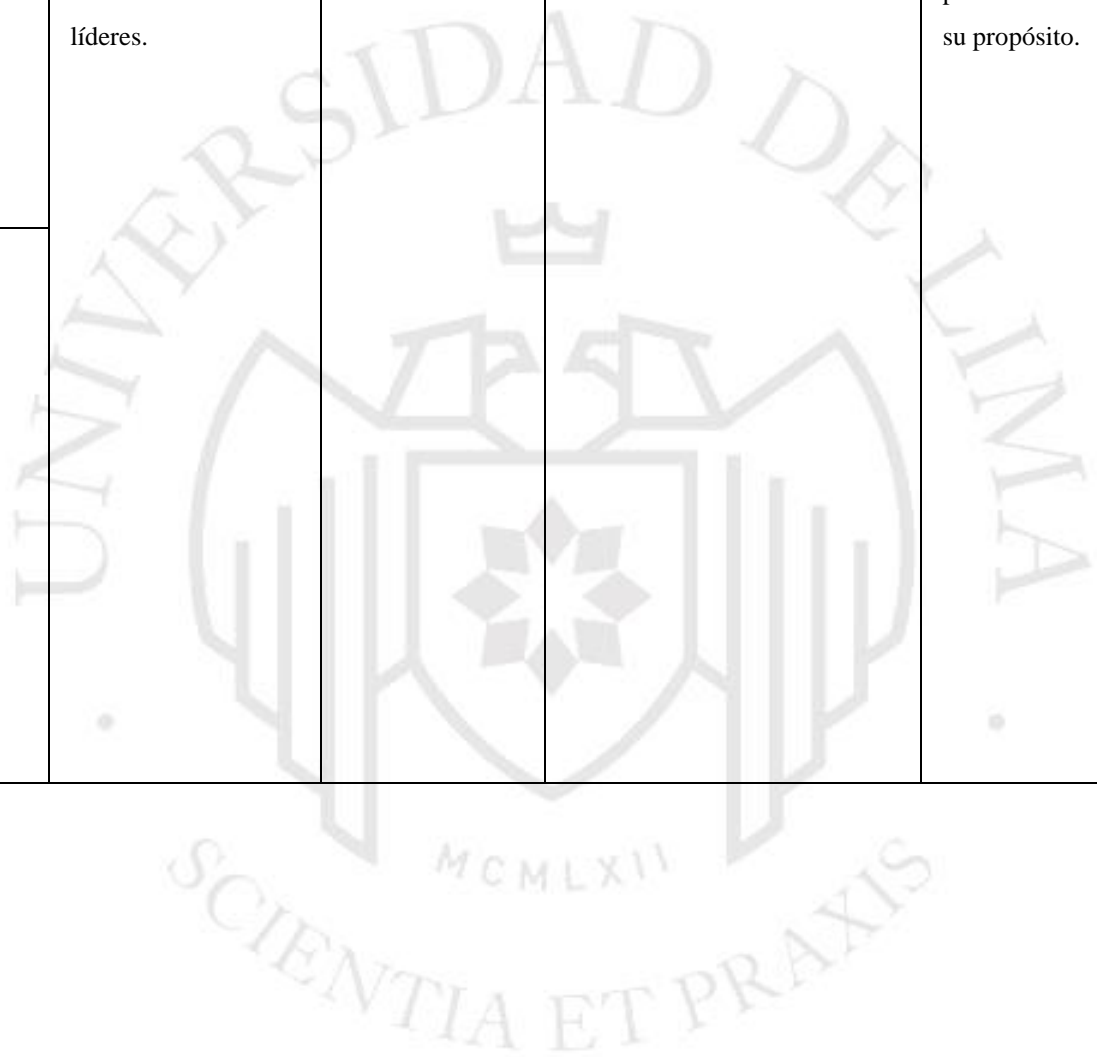 líderes.
su propósito.
UNIVERSIDAD DE LIMA
MCMLXII
SCIENTIA ET PRAXIS